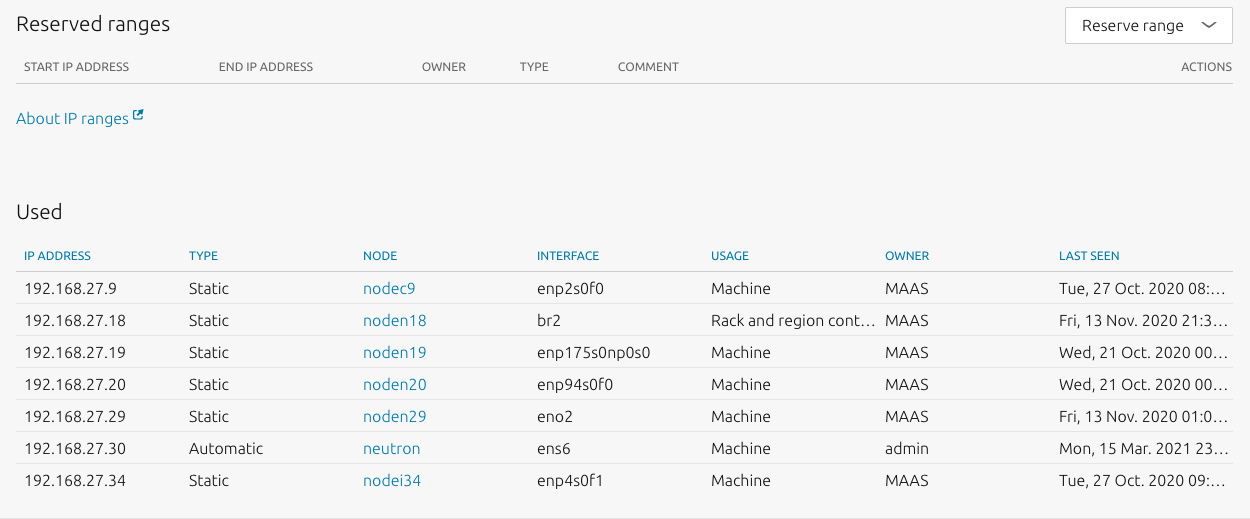 Reserved ranges
Reserve range
START IP ADDRESS END IP ADDRESS OWNER TYPE COMMENT ACTIONS
About IP ranges
Used
IP ADDRESS TYPE NODE INTERFACE USAGE OWNER LAST SEEN
192.168.27.9 Static nodec9 enp2s0f0 Machine MAAS Tue, 27 Oct. 2020 08:...
192.168.27.18 Static noden18 br2 Rack and region cont... MAAS Fri, 13 Nov. 2020 21:3...
192.168.27.19 Static noden19 enp175s0np0s0 Machine MAAS Wed, 21 Oct. 2020 00...
192.168.27.20 Static noden20 enp94s0f0 Machine MAAS Wed, 21 Oct. 2020 00...
192.168.27.29 Static noden29 eno2 Machine MAAS Fri, 13 Nov. 2020 01:0...
192.168.27.30 Automatic neutron ens6 Machine admin Mon, 15 Mar. 2021 23...
192.168.27.34 Static nodei34 enp4s0f1 Machine MAAS Tue, 27 Oct. 2020 09:...